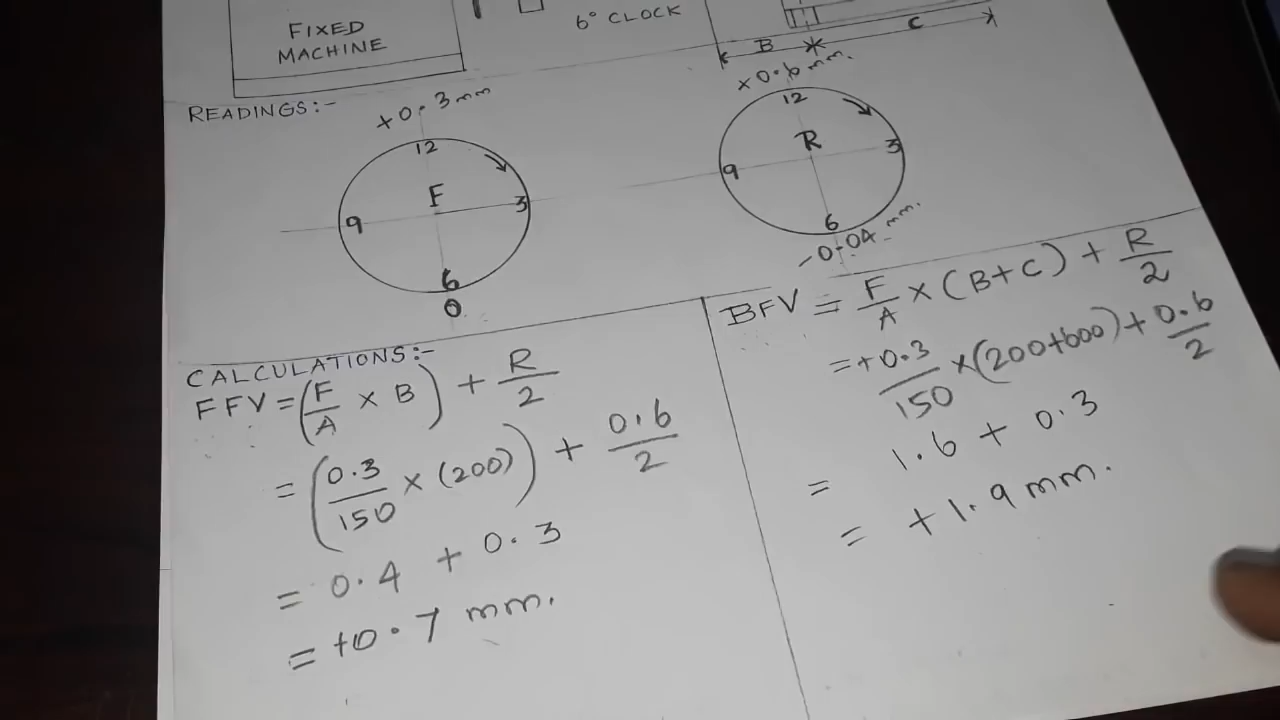 FIXED
MACHINE
6° CLOCK
B
C
READINGS:-
+0.3mm
12
F
3
9
6
0
+0.6 mm.
12
R
3
9
6
-0.04 mm.
CALCULATIONS:-
FFV = (F/A × B) + R/2
= (0.3/150 × (200)) + 0.6/2
= 0.4 + 0.3
= +0.7 mm.
BFV = F/A × (B+C) + R/2
= +0.3/150 × (200+600) + 0.6/2
= 1.6 + 0.3
= +1.9 mm.